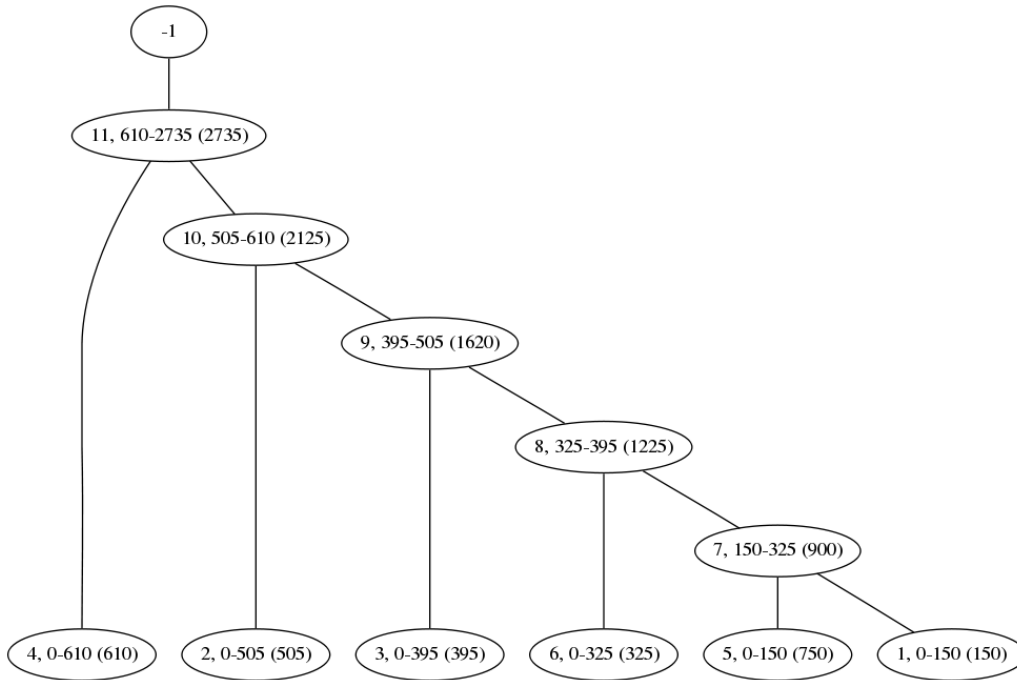 -1
11, 610-2735 (2735)
10, 505-610 (2125)
9, 395-505 (1620)
8, 325-395 (1225)
7, 150-325 (900)
4, 0-610 (610)
2, 0-505 (505)
3, 0-395 (395)
6, 0-325 (325)
5, 0-150 (750)
1, 0-150 (150)